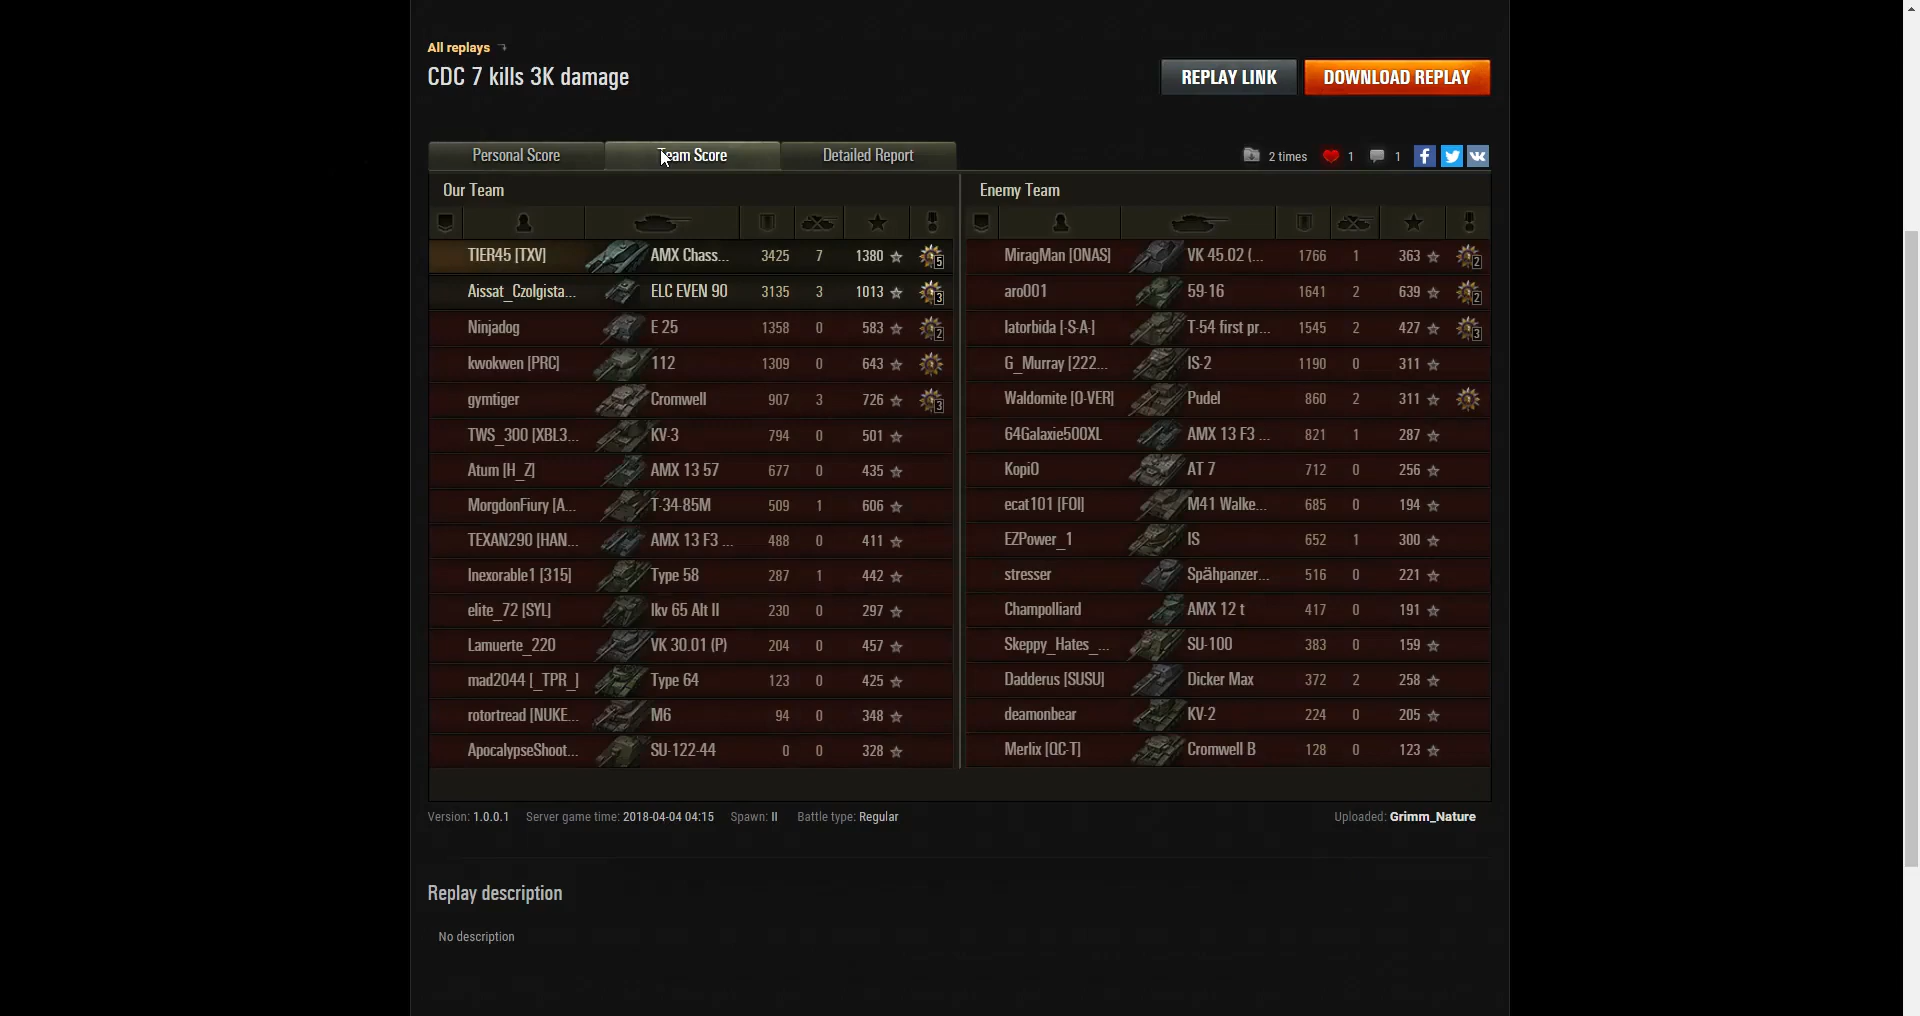 All replays
CDC 7 kills 3K damage
REPLAY LINK
DOWNLOAD REPLAY
Personal Score
Team Score
Detailed Report
2 times
1
1
Our Team
Enemy Team
TIER45 [TXV] AMX Chass... 3425 7 1380 5
Aissat_Czolgista... ELC EVEN 90 3135 3 1013 3
Ninjadog E 25 1358 0 583 2
kwokwen [PRC] 112 1309 0 643
gymtiger Cromwell 907 3 726 3
TWS_300 [XBL3... KV-3 794 0 501
Atum [H_Z] AMX 13 57 677 0 435
MorgdonFiury [A... T-34-85M 509 1 606
TEXAN290 [HAN... AMX 13 F3 ... 488 0 411
Inexorable1 [315] Type 58 287 1 442
elite_72 [SYL] Ikv 65 Alt II 230 0 297
Lamuerte_220 VK 30.01 (P) 204 0 457
mad2044 [_TPR_] Type 64 123 0 425
rotortread [NUKE... M6 94 0 348
ApocalypseShoot... SU-122-44 0 0 328
MiragMan [ONAS] VK 45.02 (... 1766 1 363 2
aro001 59-16 1641 2 639 2
latorbida [-S-A-] T-54 first pr... 1545 2 427 3
G_Murray [222... IS-2 1190 0 311
Waldomite [O-VER] Pudel 860 2 311
64Galaxie500XL AMX 13 F3 ... 821 1 287
KopiO AT 7 712 0 256
ecat101 [FOI] M41 Walke... 685 0 194
EZPower_1 IS 652 1 300
stresser Spähpanzer... 516 0 221
Champolliard AMX 12 t 417 0 191
Skeppy_Hates_... SU-100 383 0 159
Dadderus [SUSU] Dicker Max 372 2 258
deamonbear KV-2 224 0 205
Merlix [QC-T] Cromwell B 128 0 123
Version: 1.0.0.1 Server game time: 2018-04-04 04:15 Spawn: II Battle type: Regular
Uploaded: Grimm_Nature
Replay description
No description